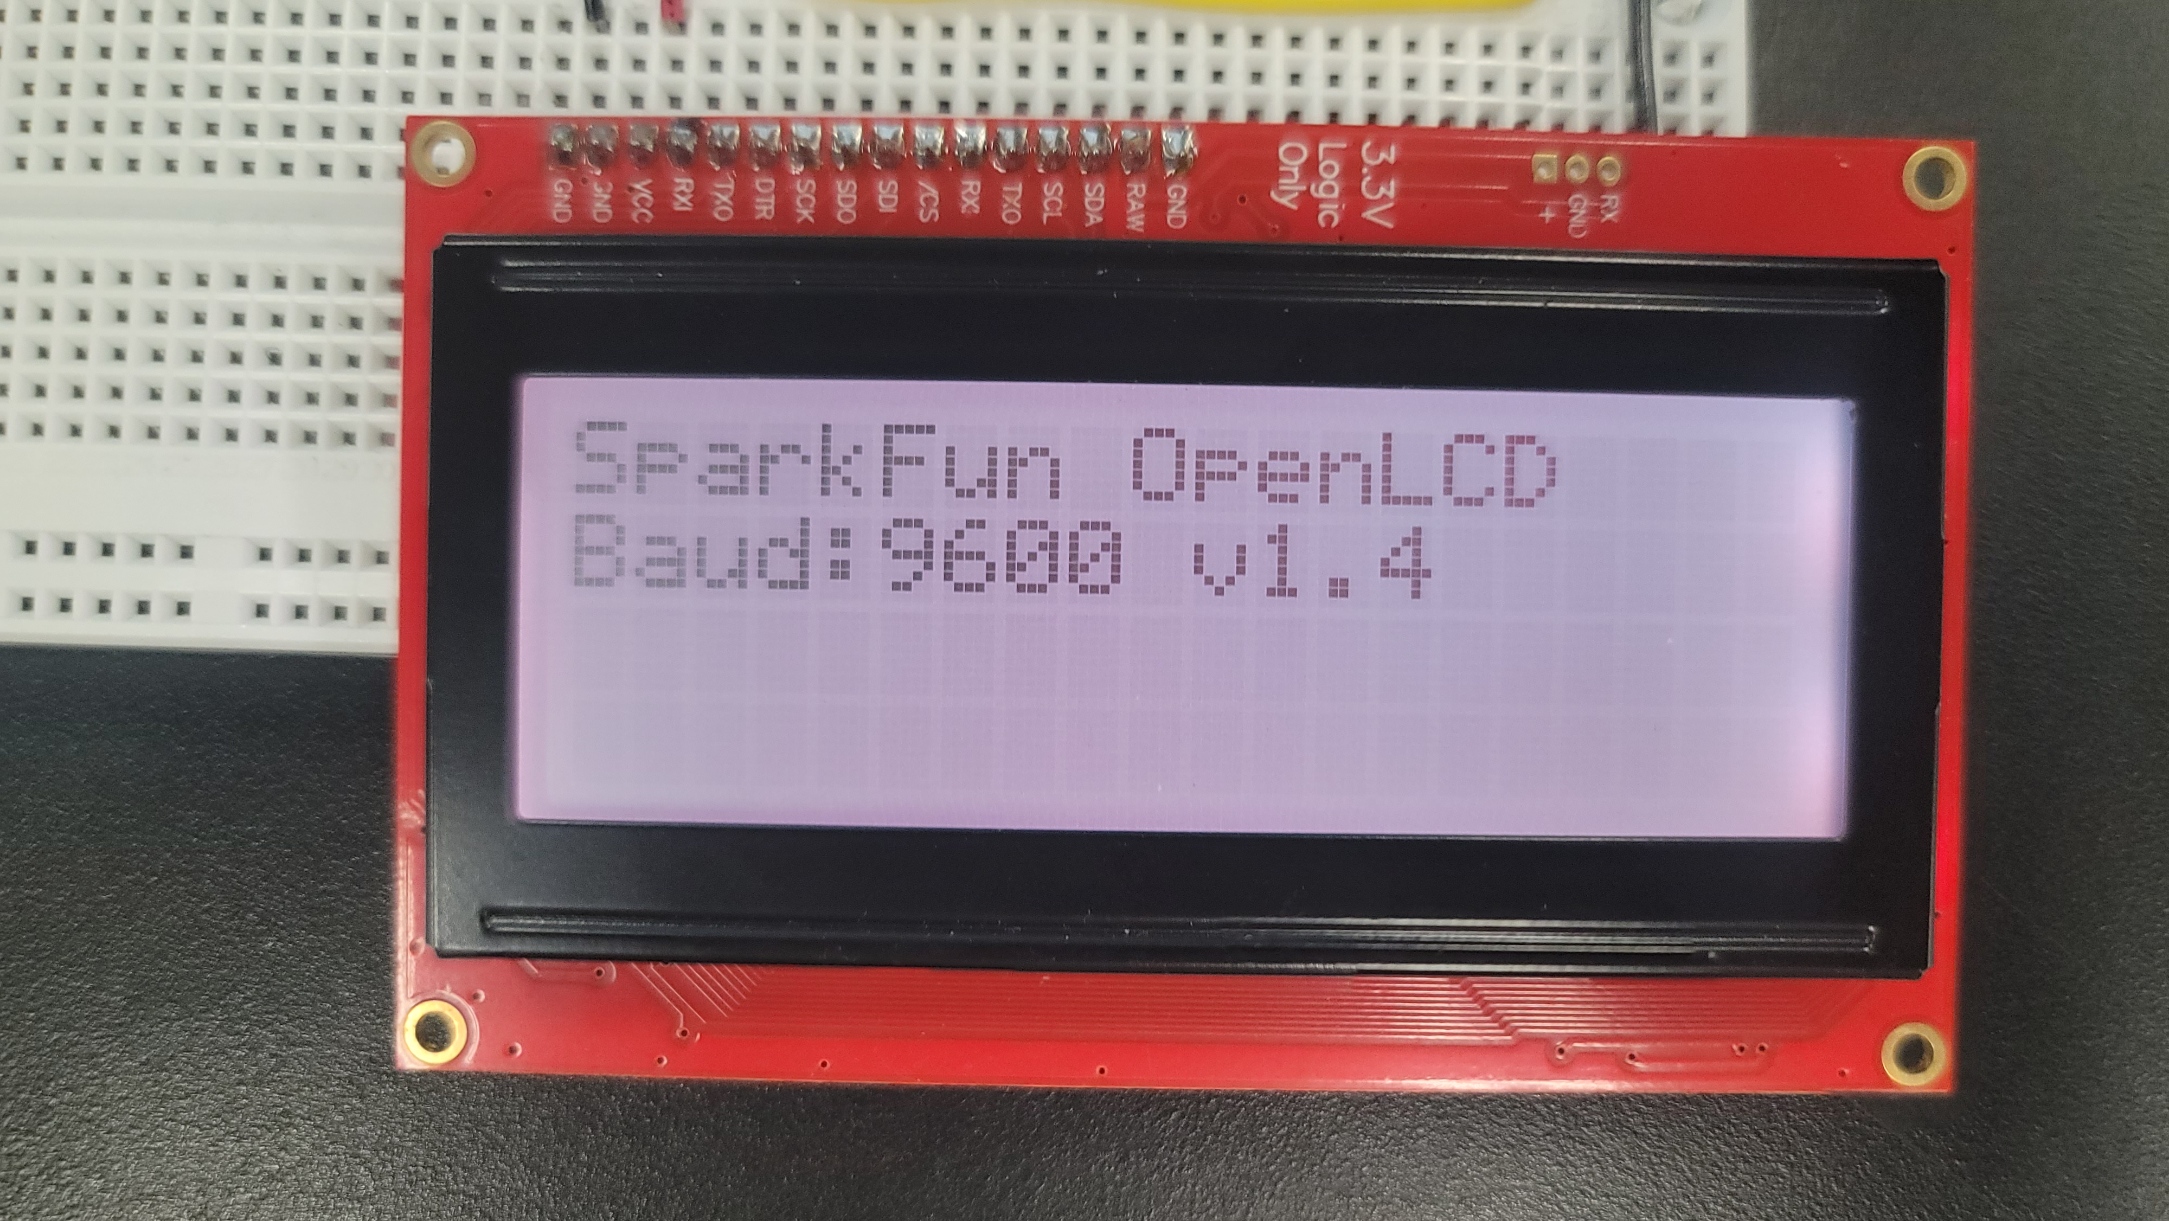 GND
GND
VCC
RXI
TXO
DTR
SCK
SDO
SDI
/CS
RX
TXO
SCL
SDA
RAW
GND
3.3V
Logic
Only
+
GND
RX
SparkFun OpenLCD
Baud:9600 v1.4